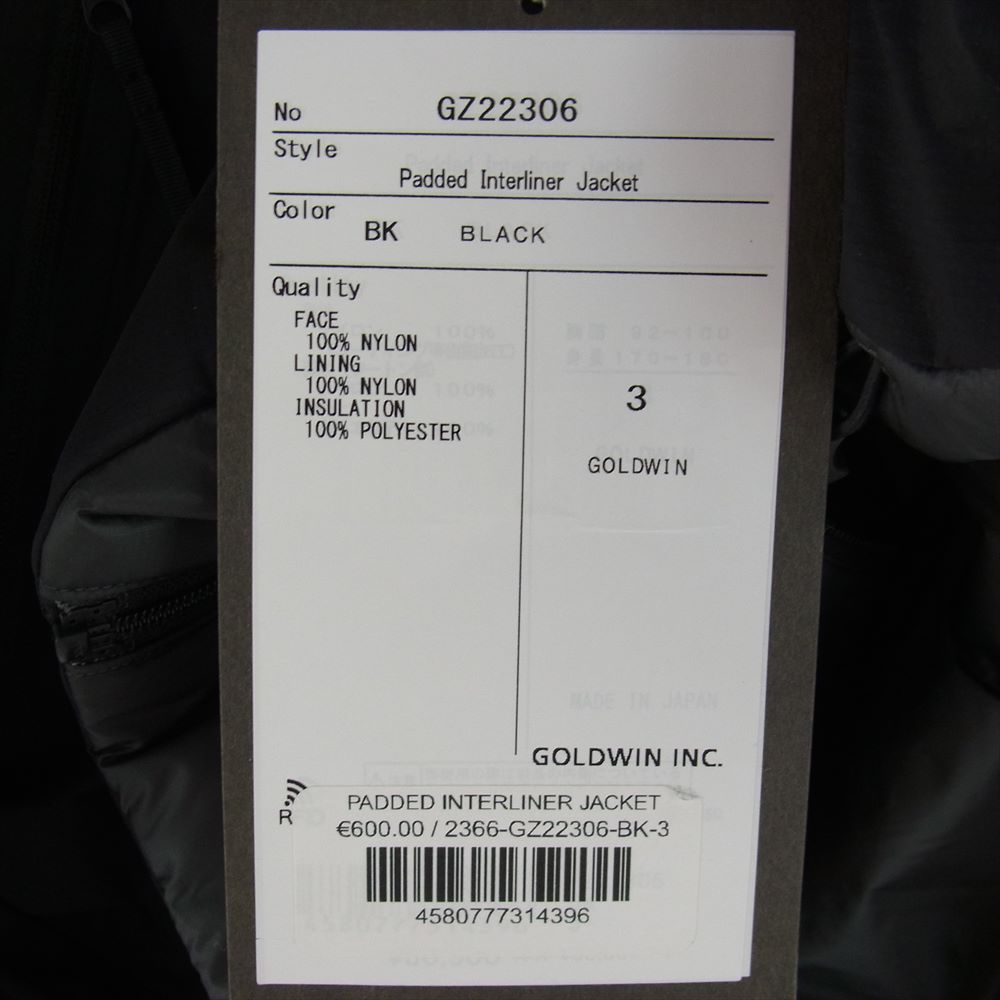 No GZ22306
Style
Padded Interliner Jacket
Color
BK BLACK
Quality
FACE
100% NYLON
LINING
100% NYLON
INSULATION
100% POLYESTER
3
GOLDWIN
MADE IN JAPAN
GOLDWIN INC.
R
PADDED INTERLINER JACKET
€600.00 / 2366-GZ22306-BK-3
4580777314396